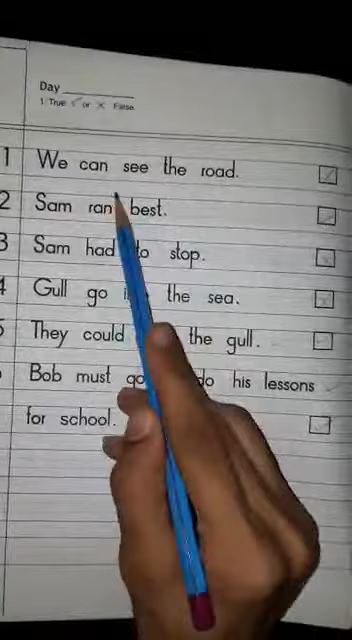 Day
1. True ✓ or × False
1 We can see the road.
2 Sam ran best.
3 Sam had to stop.
4 Gull go the sea.
5 They could the gull.
Bob must go do his lessons
for school.